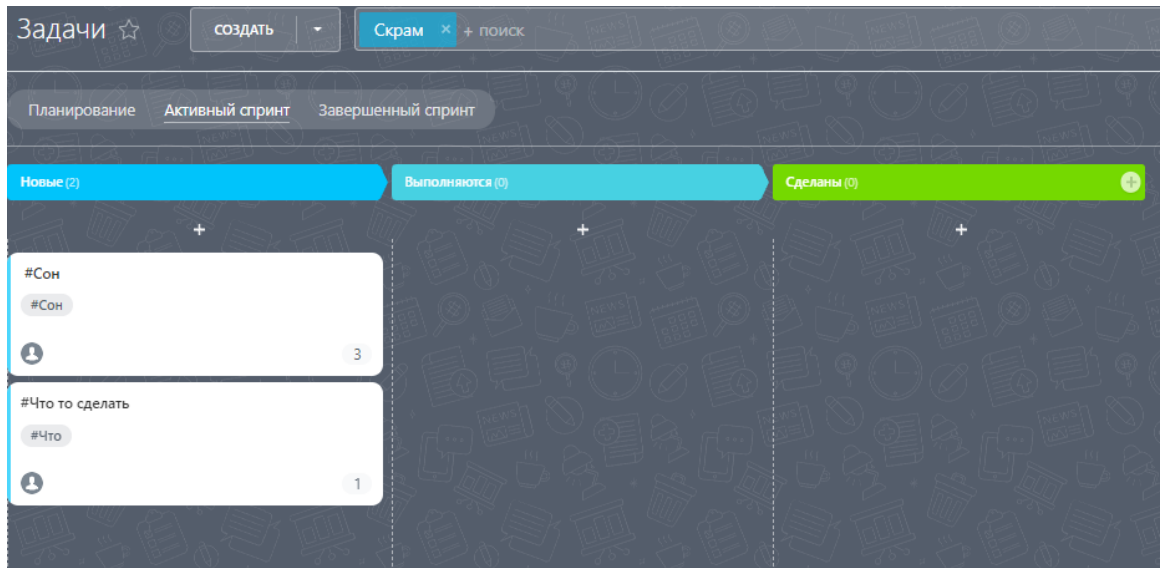 Задачи
СОЗДАТЬ
Скрам × + поиск
Планирование Активный спринт Завершенный спринт
Новые (2)
Выполняются (0)
Сделаны (0)
+
+
+
#Сон
#Сон
3
#Что то сделать
#Что
1